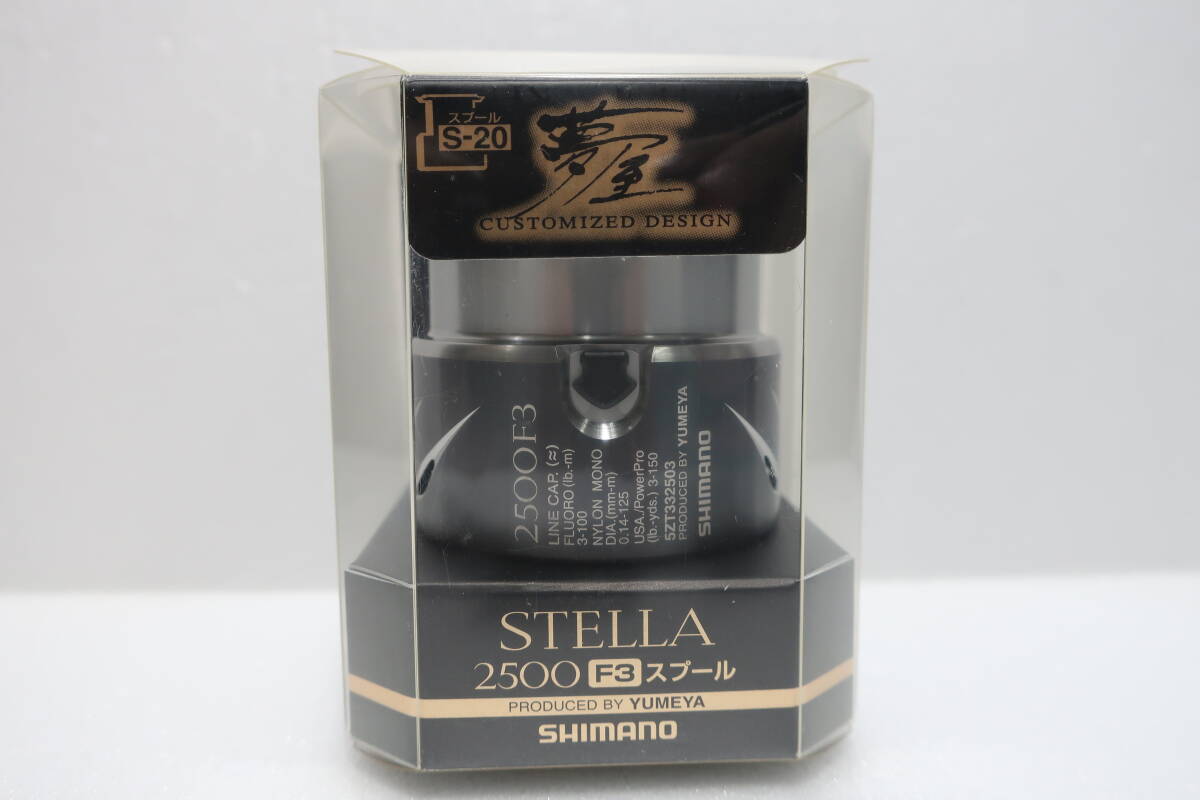 スプール
S-20
夢屋
CUSTOMIZED DESIGN
2500F3
LINE CAP. (≈)
FLUORO (lb.-m)
3-100
NYLON MONO
DIA.(mm-m)
0.14-125
USA./PowerPro
(lb.-yds.) 3-150
5ZT332503
PRODUCED BY YUMEYA
SHIMANO
STELLA
2500 F3 スプール
PRODUCED BY YUMEYA
SHIMANO